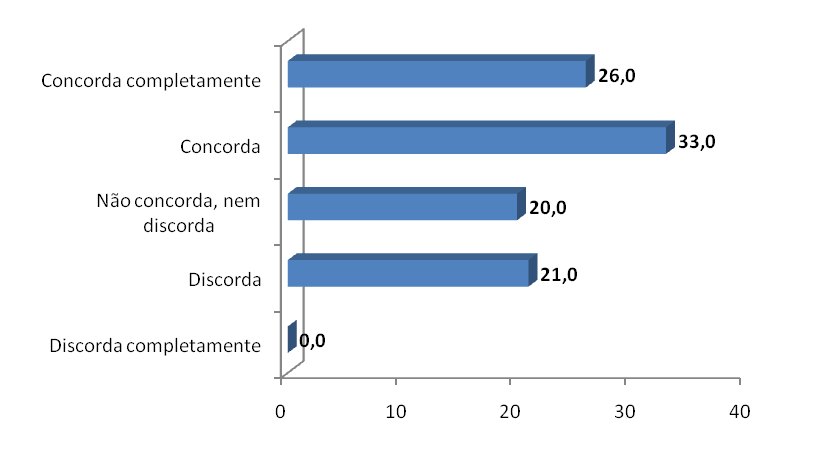 Concorda completamente
26,0
Concorda
33,0
Não concorda, nem
discorda
20,0
Discorda
21,0
Discorda completamente
0,0
0 10 20 30 40